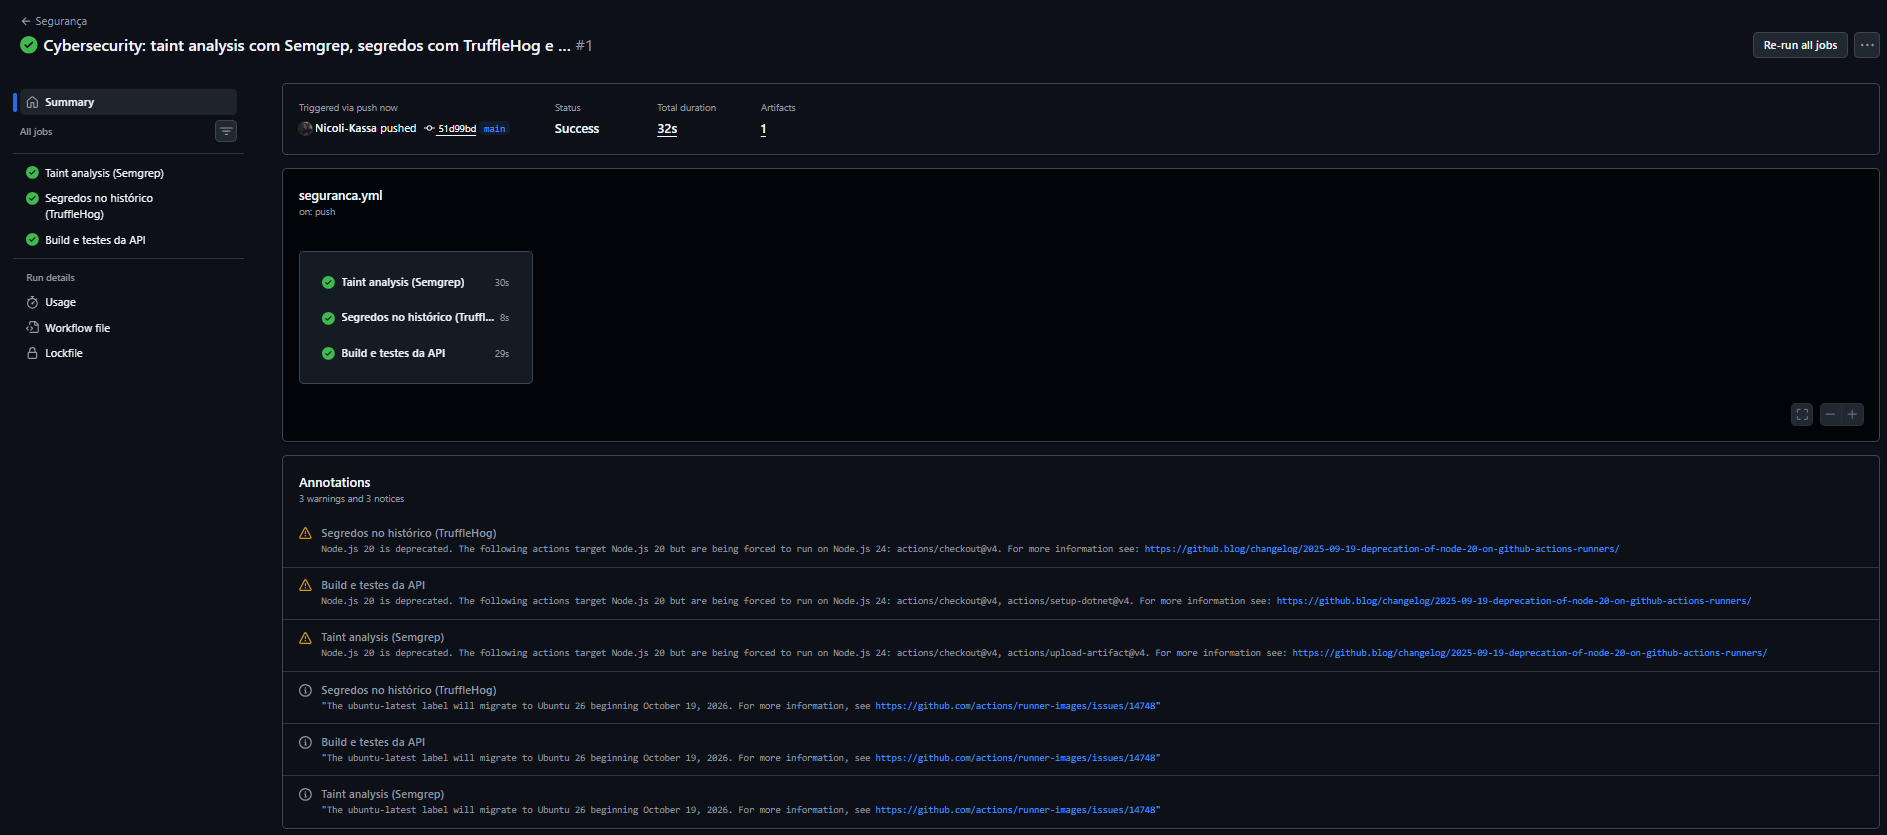 ← Segurança
Cybersecurity: taint analysis com Semgrep, segredos com TruffleHog e ... #1
Re-run all jobs
Summary
All jobs
Taint analysis (Semgrep)
Segredos no histórico
(TruffleHog)
Build e testes da API
Run details
Usage
Workflow file
Lockfile
Triggered via push now
Nicoli-Kassa pushed 51d99bd main
Status
Success
Total duration
32s
Artifacts
1
seguranca.yml
on: push
Taint analysis (Semgrep) 30s
Segredos no histórico (Truffl... 8s
Build e testes da API 29s
Annotations
3 warnings and 3 notices
Segredos no histórico (TruffleHog)
Node.js 20 is deprecated. The following actions target Node.js 20 but are being forced to run on Node.js 24: actions/checkout@v4. For more information see: https://github.blog/changelog/2025-09-19-deprecation-of-node-20-on-github-actions-runners/
Build e testes da API
Node.js 20 is deprecated. The following actions target Node.js 20 but are being forced to run on Node.js 24: actions/checkout@v4, actions/setup-dotnet@v4. For more information see: https://github.blog/changelog/2025-09-19-deprecation-of-node-20-on-github-actions-runners/
Taint analysis (Semgrep)
Node.js 20 is deprecated. The following actions target Node.js 20 but are being forced to run on Node.js 24: actions/checkout@v4, actions/upload-artifact@v4. For more information see: https://github.blog/changelog/2025-09-19-deprecation-of-node-20-on-github-actions-runners/
Segredos no histórico (TruffleHog)
"The ubuntu-latest label will migrate to Ubuntu 26 beginning October 19, 2026. For more information, see https://github.com/actions/runner-images/issues/14748"
Build e testes da API
"The ubuntu-latest label will migrate to Ubuntu 26 beginning October 19, 2026. For more information, see https://github.com/actions/runner-images/issues/14748"
Taint analysis (Semgrep)
"The ubuntu-latest label will migrate to Ubuntu 26 beginning October 19, 2026. For more information, see https://github.com/actions/runner-images/issues/14748"